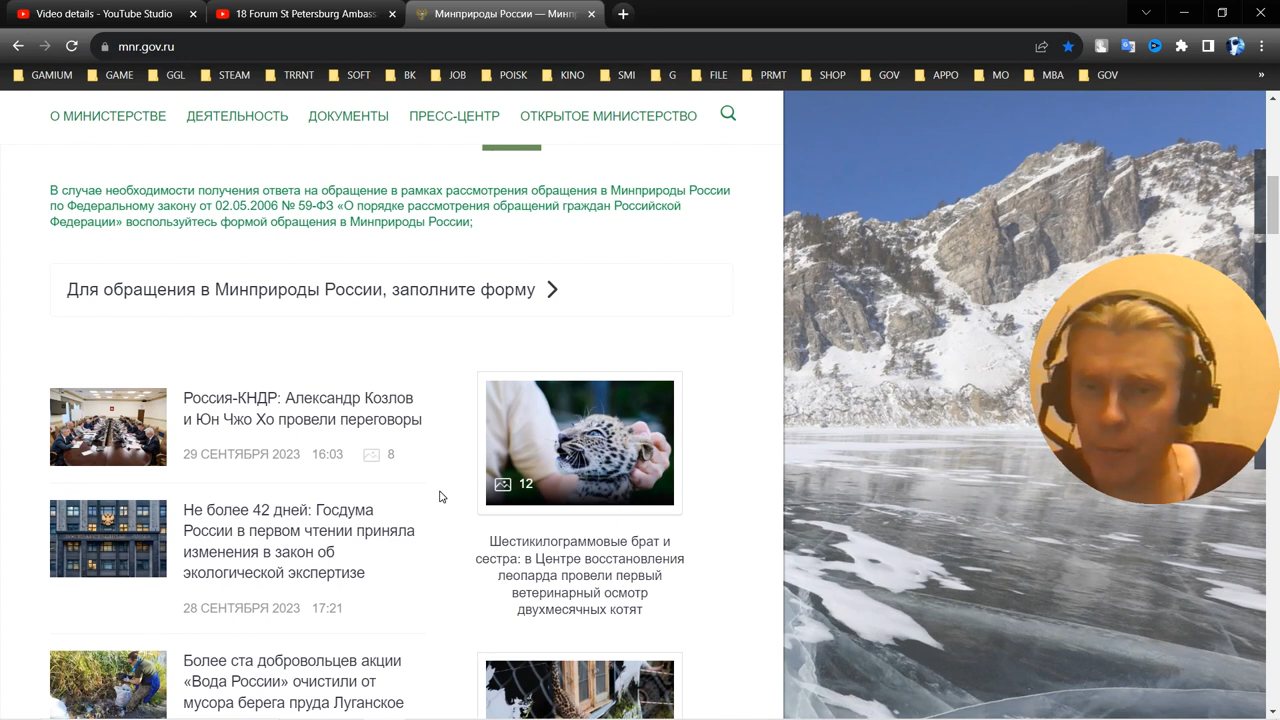 Video details - YouTube Studio
18 Forum St Petersburg Ambass
Минприроды России — Минпр
mnr.gov.ru
GAMIUM GAME GGL STEAM TRRNT SOFT BK JOB POISK KINO SMI G FILE PRMT SHOP GOV APPO MO MBA GOV »
О МИНИСТЕРСТВЕ ДЕЯТЕЛЬНОСТЬ ДОКУМЕНТЫ ПРЕСС-ЦЕНТР ОТКРЫТОЕ МИНИСТЕРСТВО
В случае необходимости получения ответа на обращение в рамках рассмотрения обращения в Минприроды России
по Федеральному закону от 02.05.2006 № 59-ФЗ «О порядке рассмотрения обращений граждан Российской
Федерации» воспользуйтесь формой обращения в Минприроды России;
Для обращения в Минприроды России, заполните форму
Россия-КНДР: Александр Козлов
и Юн Чжо Хо провели переговоры
29 СЕНТЯБРЯ 2023 16:03 8
Не более 42 дней: Госдума
России в первом чтении приняла
изменения в закон об
экологической экспертизе
28 СЕНТЯБРЯ 2023 17:21
Более ста добровольцев акции
«Вода России» очистили от
мусора берега пруда Луганское
12
Шестикилограммовые брат и
сестра: в Центре восстановления
леопарда провели первый
ветеринарный осмотр
двухмесячных котят